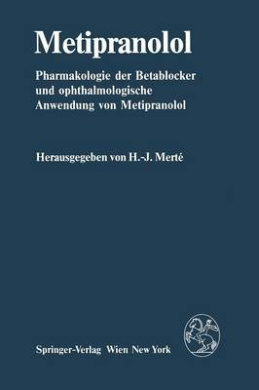 Metipranolol
Pharmakologie der Betablocker
und ophthalmologische
Anwendung von Metipranolol
Herausgegeben von H.-J. Merté
Springer-Verlag Wien New York